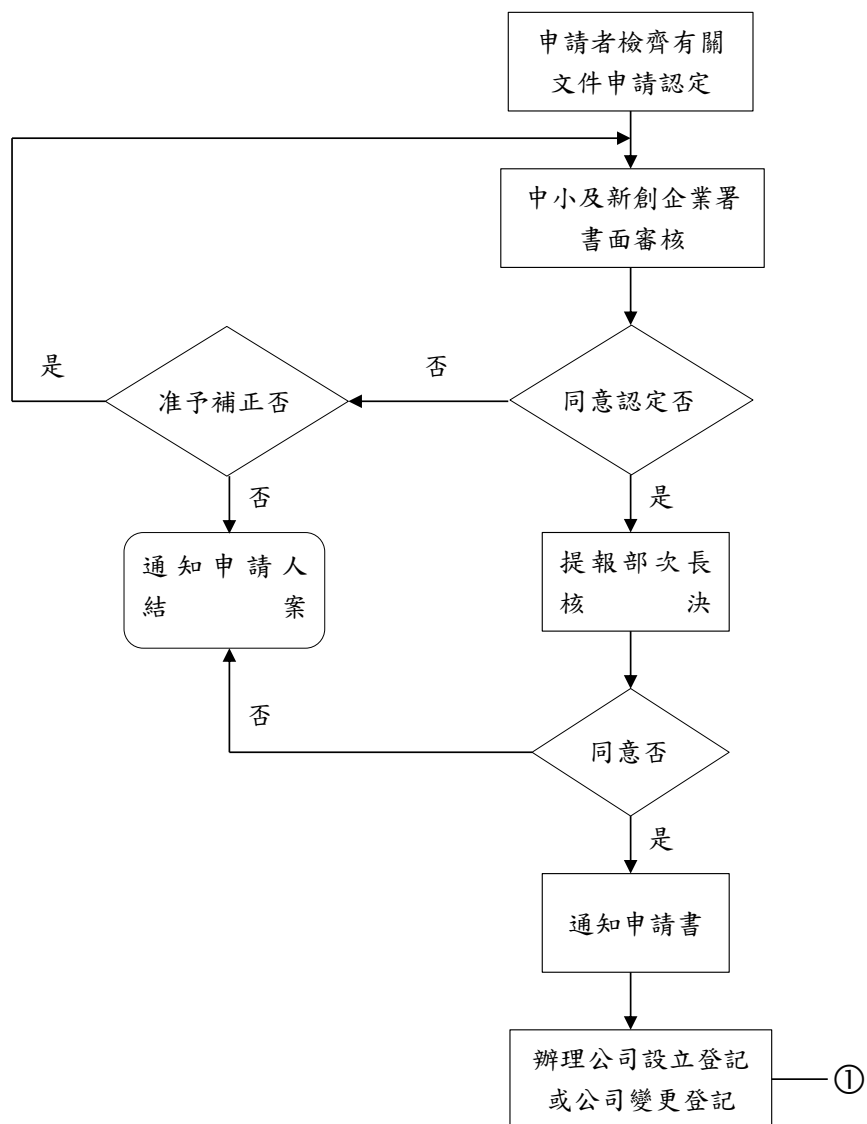 申請者檢齊有關
文件申請認定
中小及新創企業署
書面審核
是
准予補正否
否
同意認定否
否
是
通知申請人
結案
提報部次長
核決
否
同意否
是
通知申請書
辦理公司設立登記
或公司變更登記
①